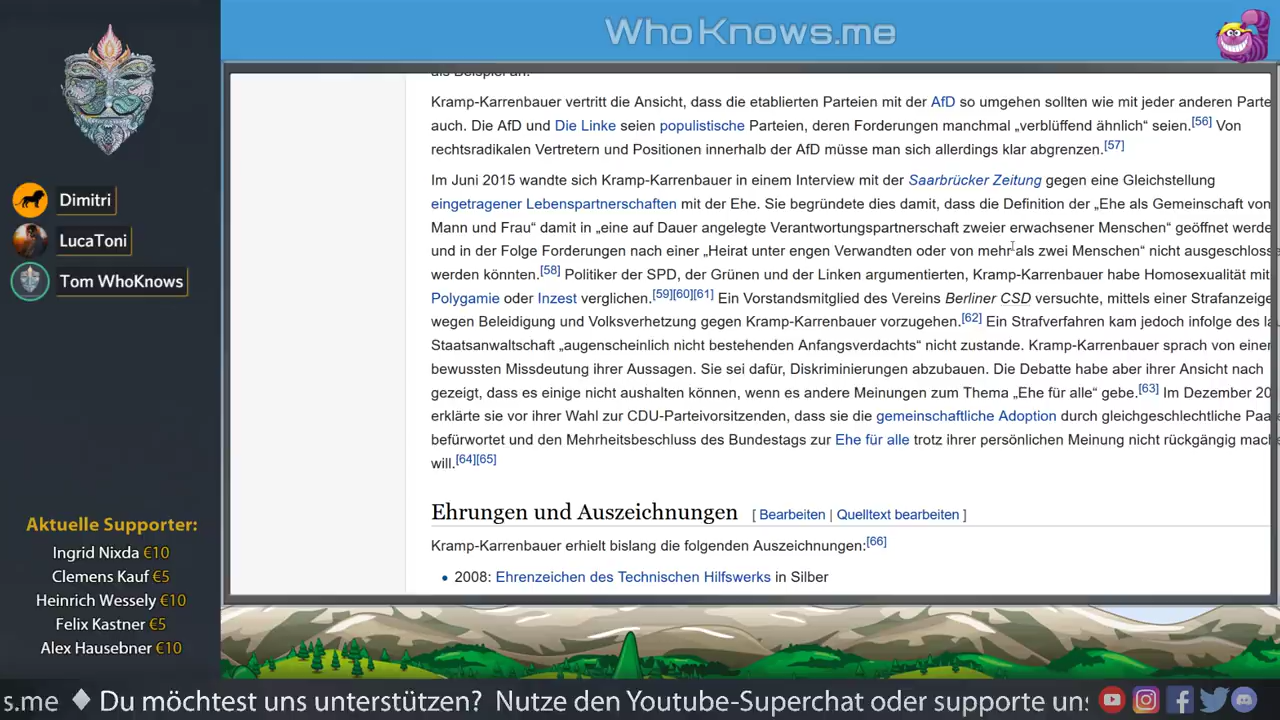 WhoKnows.me
Dimitri
LucaToni
Tom WhoKnows
Aktuelle Supporter:
Ingrid Nixda €10
Clemens Kauf €5
Heinrich Wessely €10
Felix Kastner €5
Alex Hausebner €10
als Beispiel an.
Kramp-Karrenbauer vertritt die Ansicht, dass die etablierten Parteien mit der AfD so umgehen sollten wie mit jeder anderen Parte
auch. Die AfD und Die Linke seien populistische Parteien, deren Forderungen manchmal „verblüffend ähnlich“ seien.[56] Von
rechtsradikalen Vertretern und Positionen innerhalb der AfD müsse man sich allerdings klar abgrenzen.[57]
Im Juni 2015 wandte sich Kramp-Karrenbauer in einem Interview mit der Saarbrücker Zeitung gegen eine Gleichstellung
eingetragener Lebenspartnerschaften mit der Ehe. Sie begründete dies damit, dass die Definition der „Ehe als Gemeinschaft von
Mann und Frau“ damit in „eine auf Dauer angelegte Verantwortungspartnerschaft zweier erwachsener Menschen“ geöffnet werde
und in der Folge Forderungen nach einer „Heirat unter engen Verwandten oder von mehr als zwei Menschen“ nicht ausgeschlosse
werden könnten.[58] Politiker der SPD, der Grünen und der Linken argumentierten, Kramp-Karrenbauer habe Homosexualität mit
Polygamie oder Inzest verglichen.[59][60][61] Ein Vorstandsmitglied des Vereins Berliner CSD versuchte, mittels einer Strafanzeige
wegen Beleidigung und Volksverhetzung gegen Kramp-Karrenbauer vorzugehen.[62] Ein Strafverfahren kam jedoch infolge des la
Staatsanwaltschaft „augenscheinlich nicht bestehenden Anfangsverdachts“ nicht zustande. Kramp-Karrenbauer sprach von einer
bewussten Missdeutung ihrer Aussagen. Sie sei dafür, Diskriminierungen abzubauen. Die Debatte habe aber ihrer Ansicht nach
gezeigt, dass es einige nicht aushalten können, wenn es andere Meinungen zum Thema „Ehe für alle“ gebe.[63] Im Dezember 20
erklärte sie vor ihrer Wahl zur CDU-Parteivorsitzenden, dass sie die gemeinschaftliche Adoption durch gleichgeschlechtliche Paa
befürwortet und den Mehrheitsbeschluss des Bundestags zur Ehe für alle trotz ihrer persönlichen Meinung nicht rückgängig mach
will.[64][65]
Ehrungen und Auszeichnungen [ Bearbeiten | Quelltext bearbeiten ]
Kramp-Karrenbauer erhielt bislang die folgenden Auszeichnungen:[66]
• 2008: Ehrenzeichen des Technischen Hilfswerks in Silber
s.me ♦ Du möchtest uns unterstützen? Nutze den Youtube-Superchat oder supporte uns